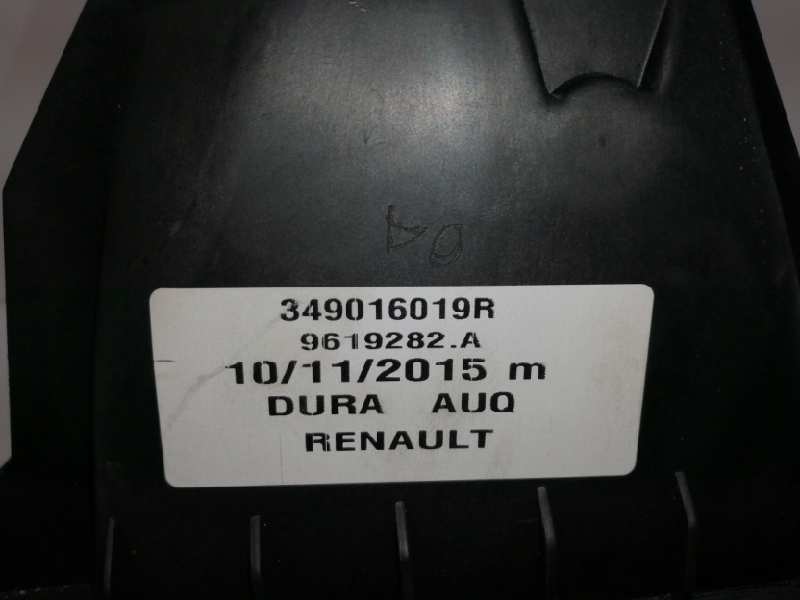 349016019R
9619282.A
10/11/2015 m
DURA AUQ
RENAULT